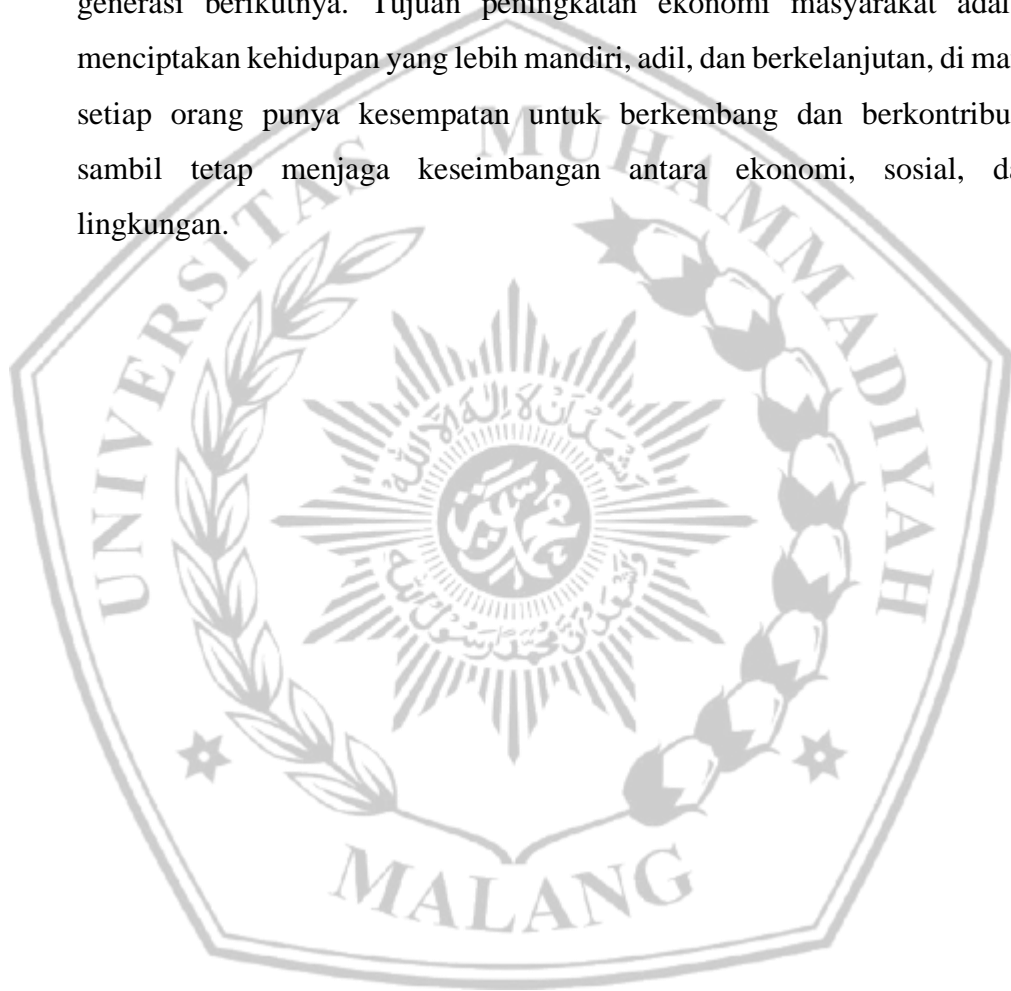 generasi berikutnya. Tujuan peningkatan ekonomi masyarakat adal
menciptakan kehidupan yang lebih mandiri, adil, dan berkelanjutan, di ma
setiap orang punya kesempatan untuk berkembang dan berkontribu
sambil tetap menjaga keseimbangan antara ekonomi, sosial, da
lingkungan.
UNIVERSITAS MUHAMMADIYAH
MALANG